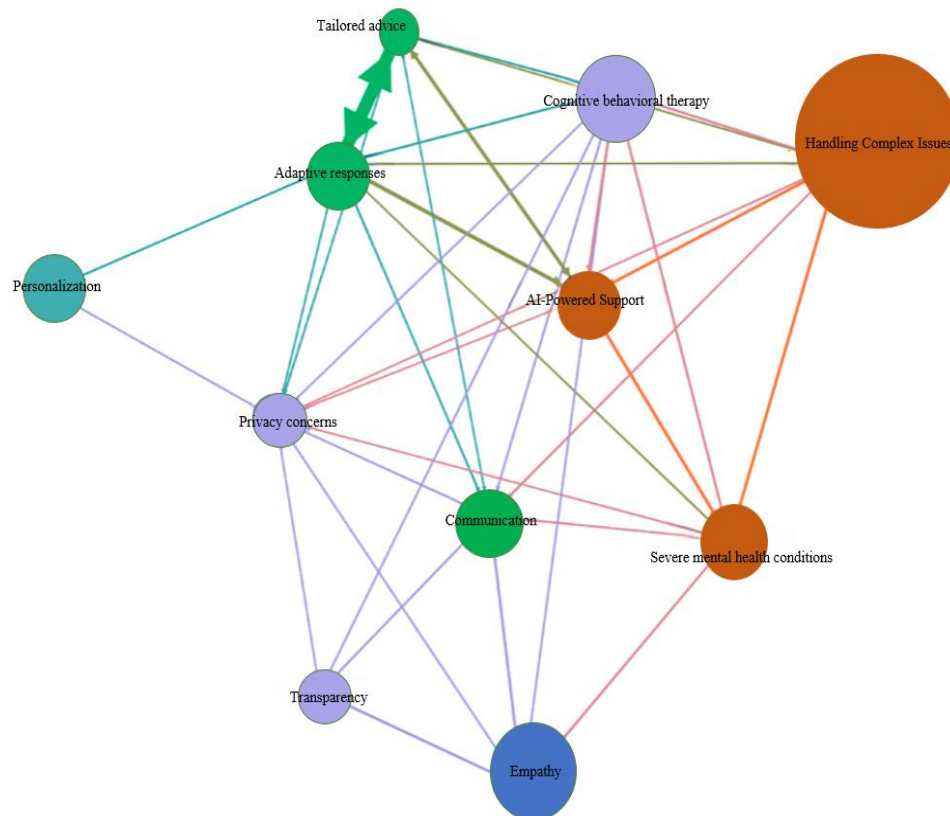 Tailored advice
Cognitive behavioral therapy
Handling Complex Issues
Adaptive responses
Personalization
AI-Powered Support
Privacy concerns
Communication
Severe mental health conditions
Transparency
Empathy